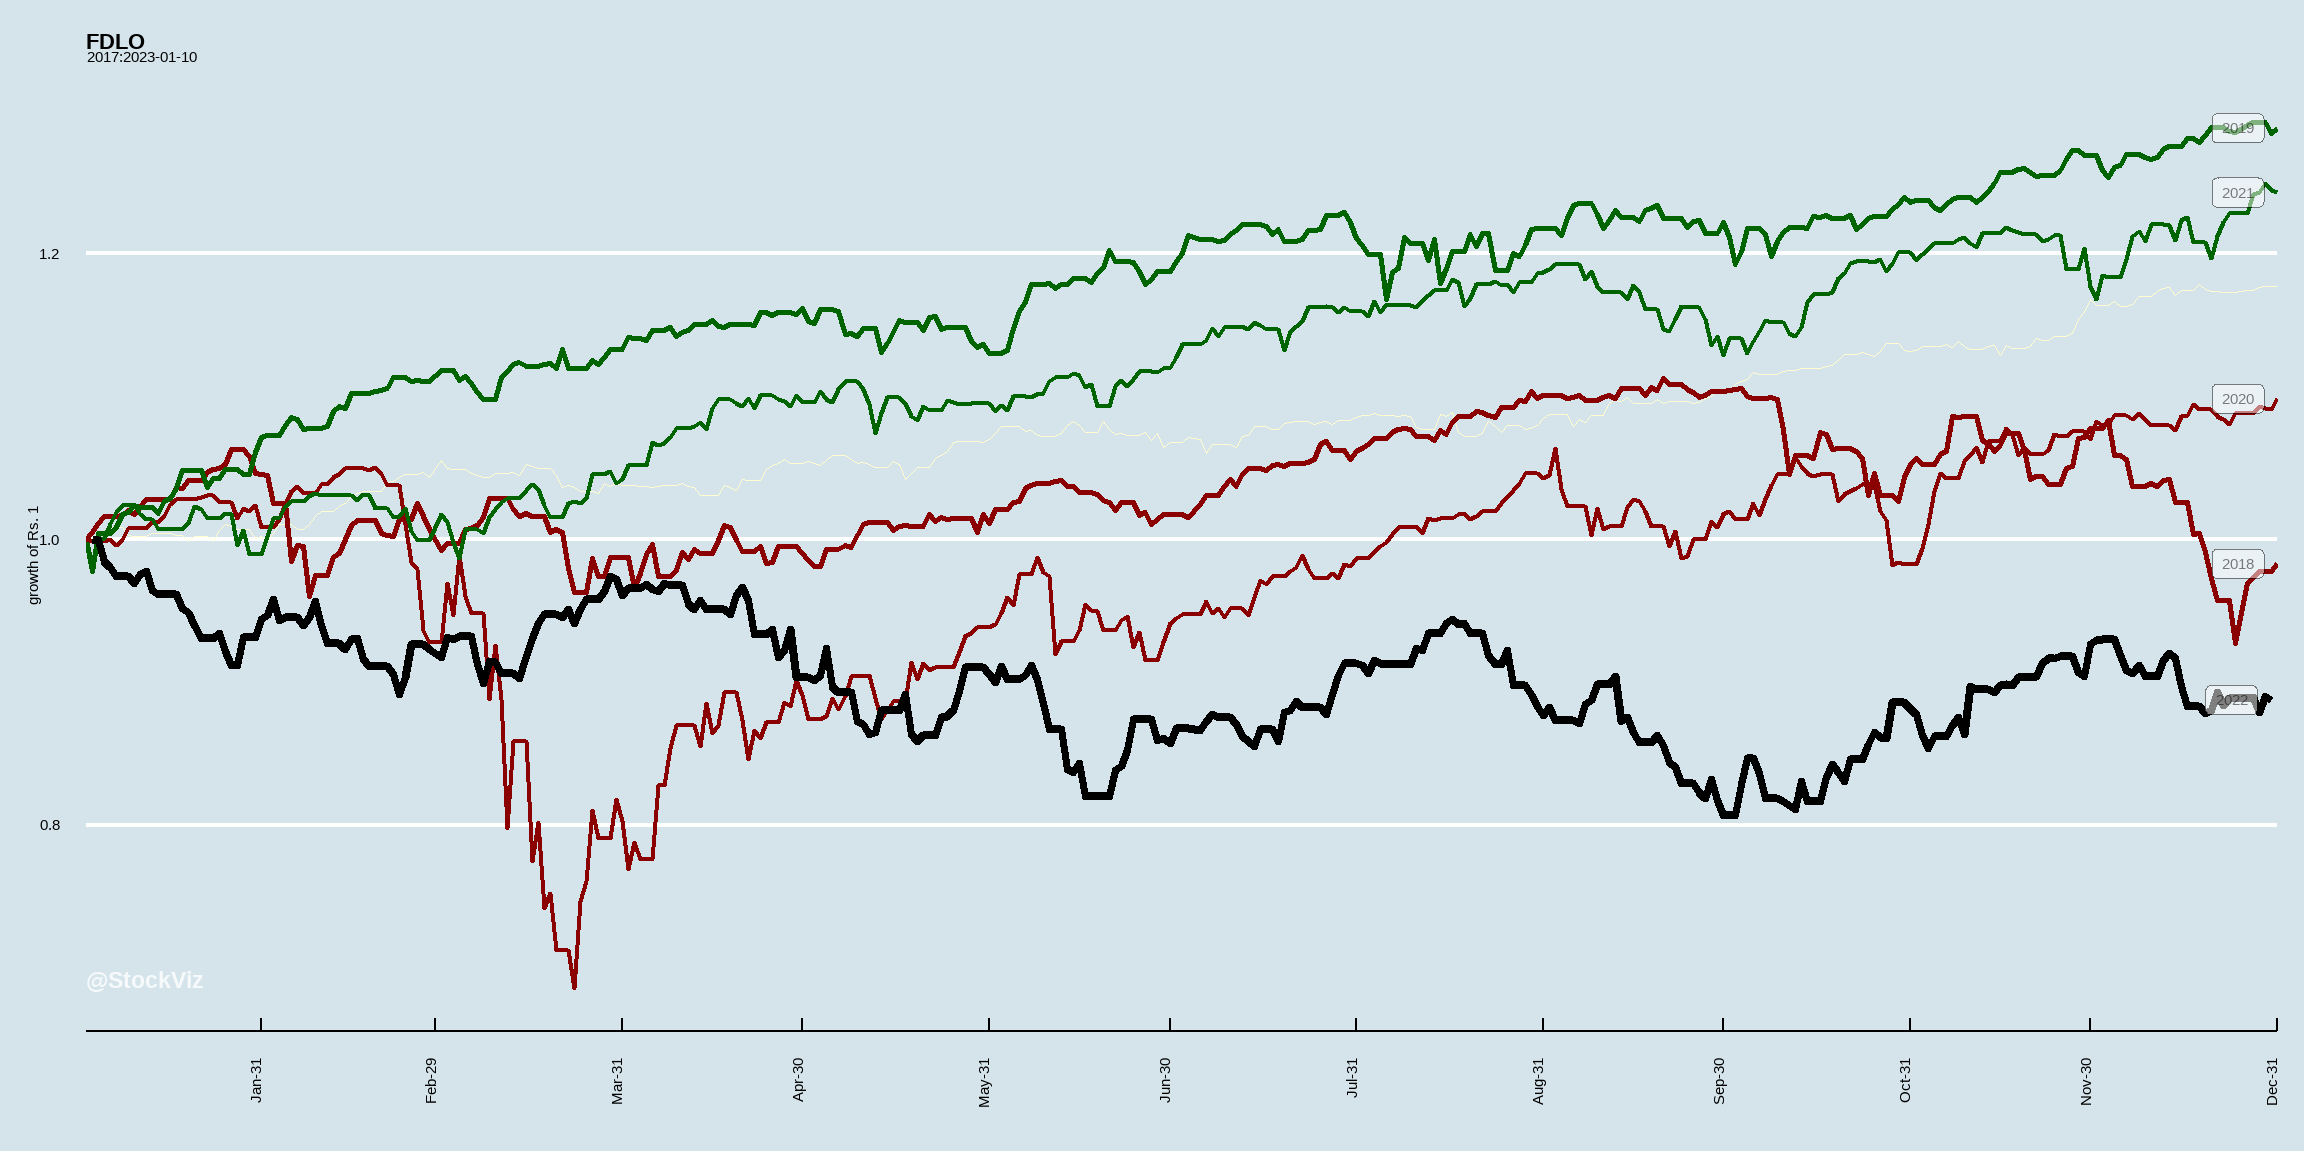 FDLO
2017:2023-01-10
2019
2021
1.2
2020
growth of Rs. 1
1.0
2018
2022
0.8
@StockViz
Jan-31
Feb-29
Mar-31
Apr-30
May-31
Jun-30
Jul-31
Aug-31
Sep-30
Oct-31
Nov-30
Dec-31